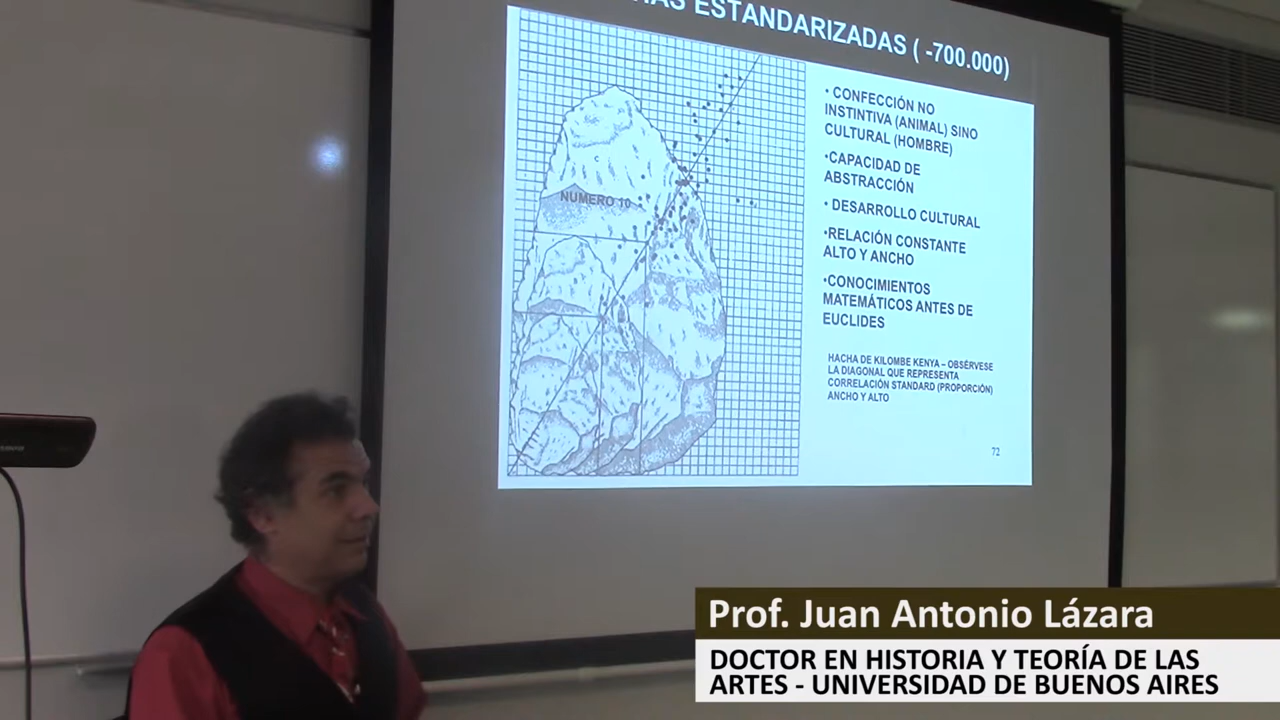 ESTANDARIZADAS ( -700.000)
• CONFECCIÓN NO
INSTINTIVA (ANIMAL) SINO
CULTURAL (HOMBRE)
•CAPACIDAD DE
ABSTRACCIÓN
• DESARROLLO CULTURAL
•RELACIÓN CONSTANTE
ALTO Y ANCHO
•CONOCIMIENTOS
MATEMÁTICOS ANTES DE
EUCLIDES
HACHA DE KILOMBE KENYA – OBSÉRVESE
LA DIAGONAL QUE REPRESENTA
CORRELACIÓN STANDARD (PROPORCIÓN)
ANCHO Y ALTO
72
C
NUMERO 10
Prof. Juan Antonio Lázara
DOCTOR EN HISTORIA Y TEORÍA DE LAS
ARTES - UNIVERSIDAD DE BUENOS AIRES